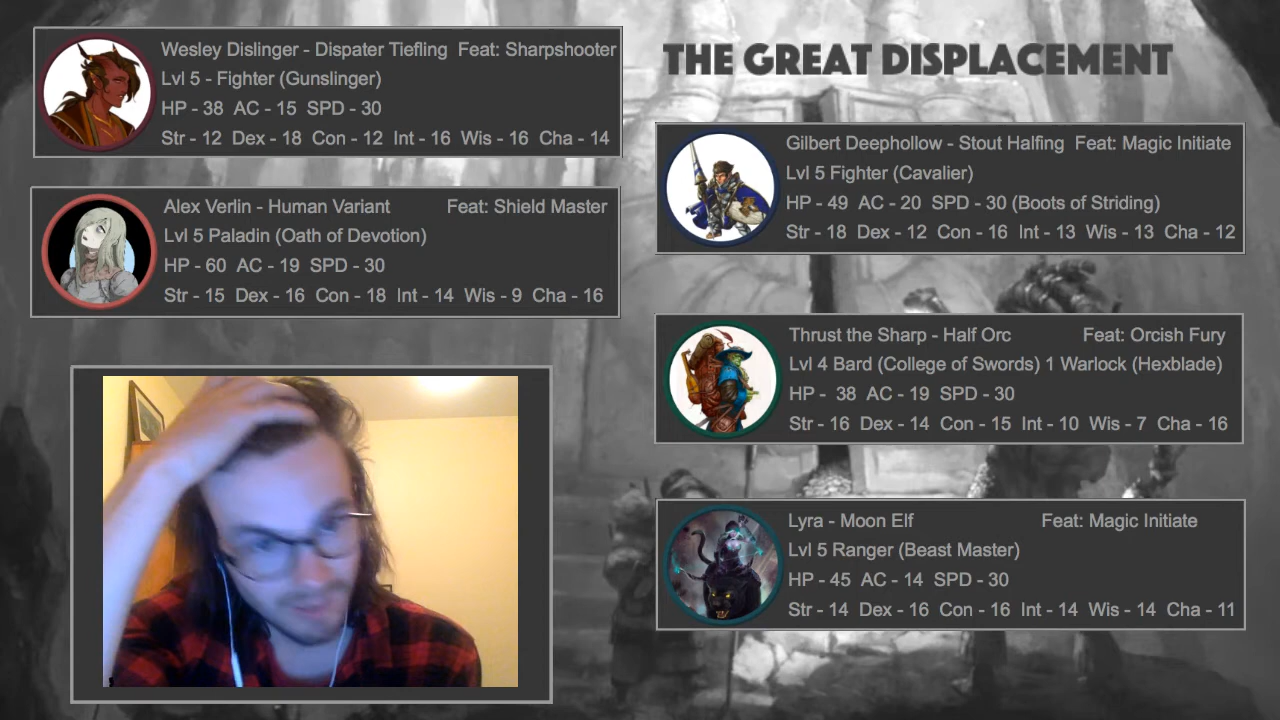 Wesley Dislinger - Dispater Tiefling Feat: Sharpshooter
Lvl 5 - Fighter (Gunslinger)
HP - 38 AC - 15 SPD - 30
Str - 12 Dex - 18 Con - 12 Int - 16 Wis - 16 Cha - 14
Alex Verlin - Human Variant Feat: Shield Master
Lvl 5 Paladin (Oath of Devotion)
HP - 60 AC - 19 SPD - 30
Str - 15 Dex - 16 Con - 18 Int - 14 Wis - 9 Cha - 16
THE GREAT DISPLACEMENT
Gilbert Deephollow - Stout Halfing Feat: Magic Initiate
Lvl 5 Fighter (Cavalier)
HP - 49 AC - 20 SPD - 30 (Boots of Striding)
Str - 18 Dex - 12 Con - 16 Int - 13 Wis - 13 Cha - 12
Thrust the Sharp - Half Orc Feat: Orcish Fury
Lvl 4 Bard (College of Swords) 1 Warlock (Hexblade)
HP - 38 AC - 19 SPD - 30
Str - 16 Dex - 14 Con - 15 Int - 10 Wis - 7 Cha - 16
Lyra - Moon Elf Feat: Magic Initiate
Lvl 5 Ranger (Beast Master)
HP - 45 AC - 14 SPD - 30
Str - 14 Dex - 16 Con - 16 Int - 14 Wis - 14 Cha - 11